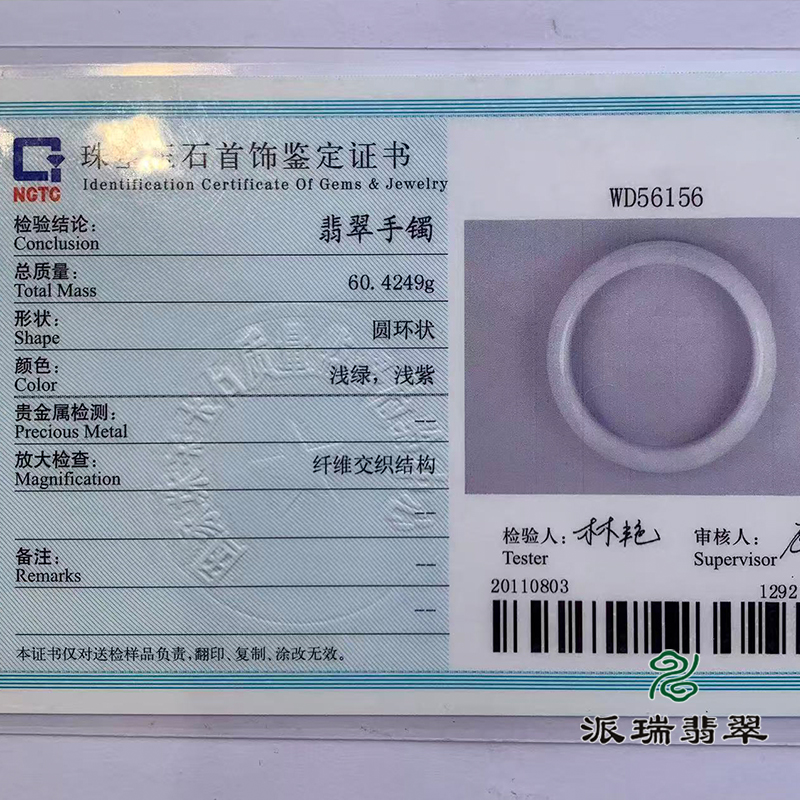 NGTC
珠宝玉石首饰鉴定证书
Identification Certificate Of Gems & Jewelry
检验结论: 翡翠手镯
Conclusion
总质量: 60.4249g
Total Mass
形状: 圆环状
Shape
颜色: 浅绿, 浅紫
Color
贵金属检测: --
Precious Metal
放大检查: 纤维交织结构
Magnification
--
备注: --
Remarks
--
本证书仅对送检样品负责, 翻印、复制、涂改无效。
WD56156
检验人: 林艳
Tester
审核人:
Supervisor
20110803
1292
派瑞翡翠